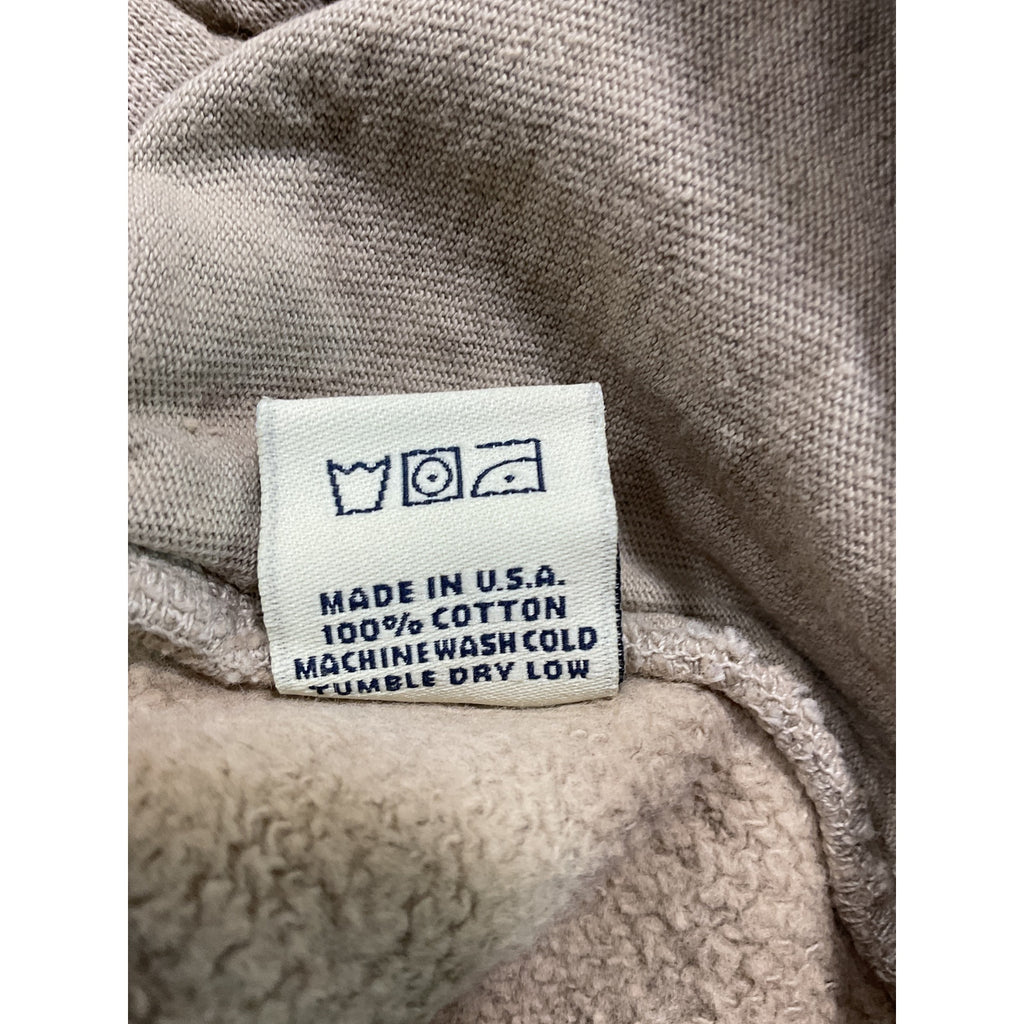 MADE IN U.S.A.
100% COTTON
MACHINE WASH COLD
TUMBLE DRY LOW